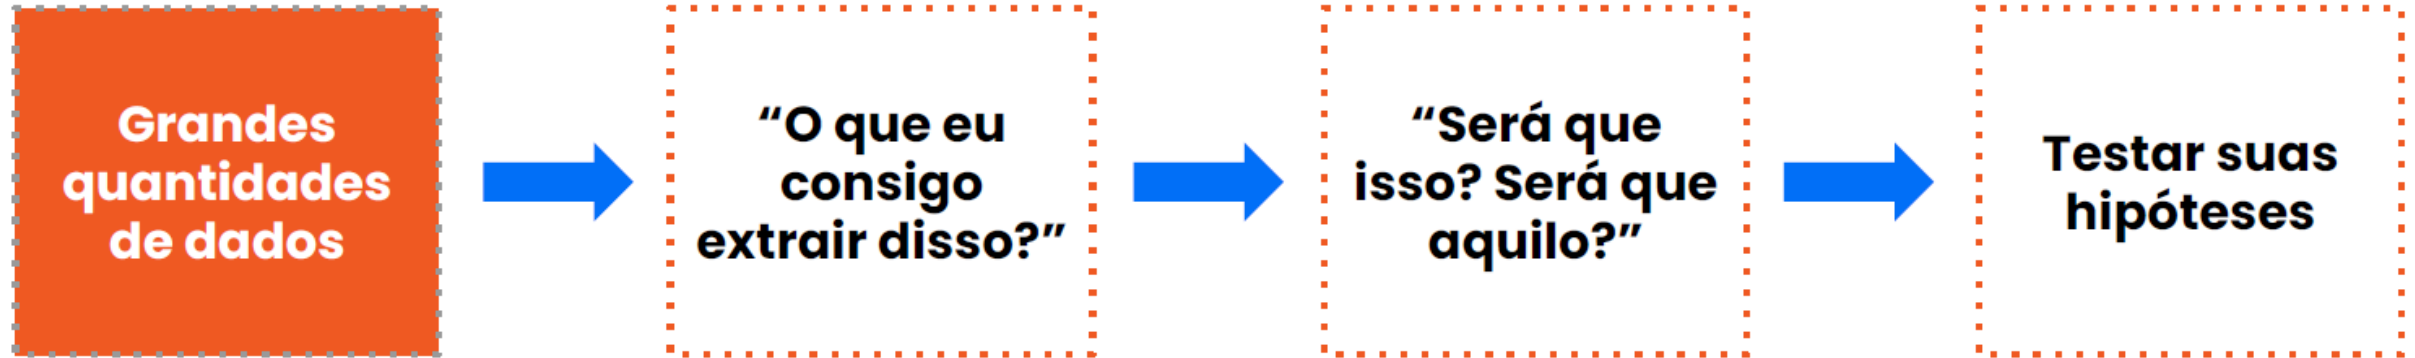 Grandes
quantidades
de dados
“O que eu
consigo
extrair disso?”
“Será que
isso? Será que
aquilo?”
Testar suas
hipóteses